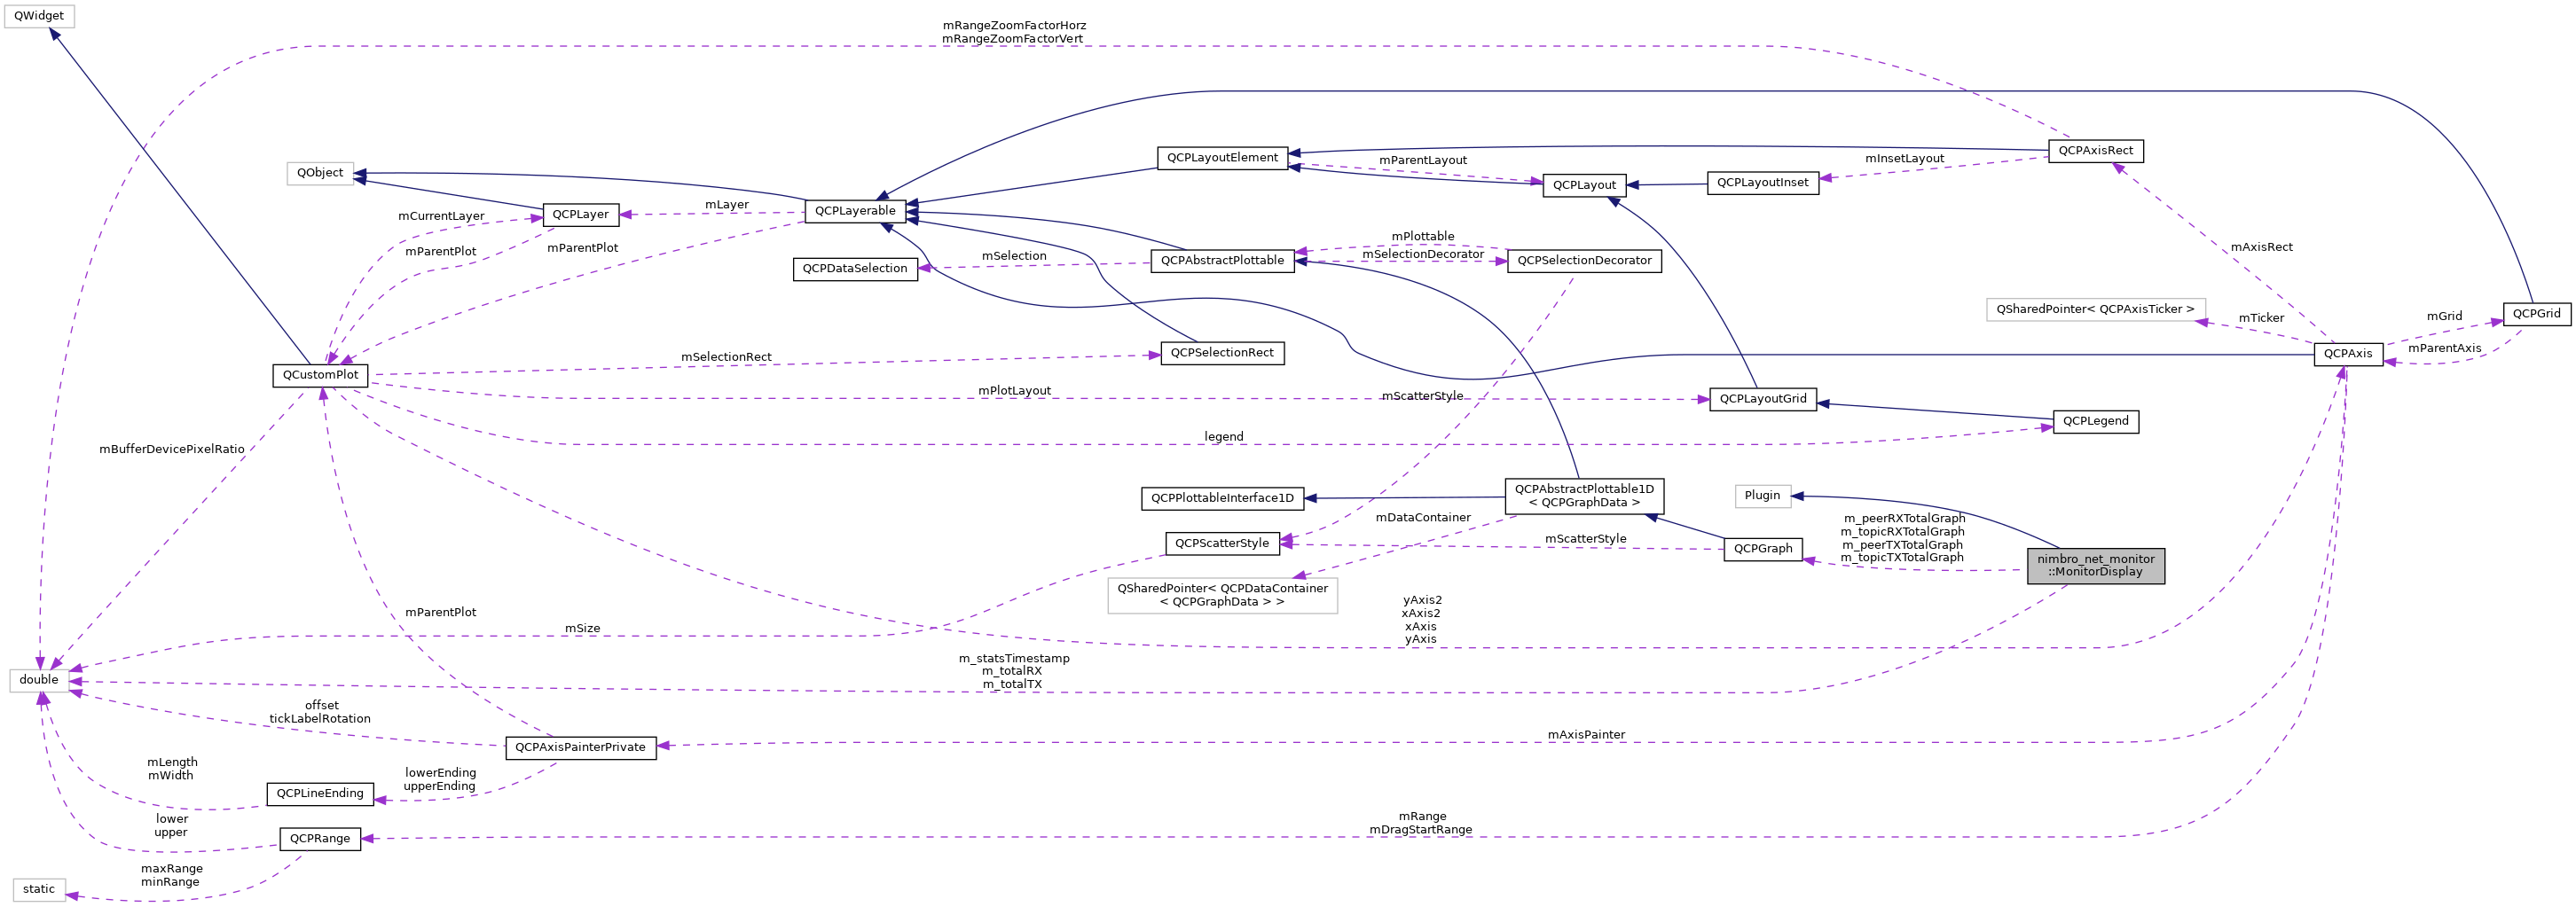 QWidget
mRangeZoomFactorHorz
mRangeZoomFactorVert
QCPLayoutElement
mParentLayout
mInsetLayout
QCPAxisRect
QObject
QCPLayout
QCPLayoutInset
mLayer
QCPLayerable
mCurrentLayer
QCPLayer
mPlottable
mParentPlot
mParentPlot
mSelection
mSelectionDecorator
mAxisRect
QCPDataSelection
QCPAbstractPlottable
QCPSelectionDecorator
QSharedPointer< QCPAxisTicker >
mTicker
mGrid
QCPGrid
mSelectionRect
QCPSelectionRect
QCPAxis
mParentAxis
QCustomPlot
mPlotLayout
mScatterStyle
QCPLayoutGrid
QCPLegend
mBufferDevicePixelRatio
legend
QCPPlottableInterface1D
QCPAbstractPlottable1D
< QCPGraphData >
Plugin
mDataContainer
m_peerRXTotalGraph
m_topicRXTotalGraph
m_peerTXTotalGraph
m_topicTXTotalGraph
QCPScatterStyle
mScatterStyle
QCPGraph
nimbro_net_monitor
::MonitorDisplay
QSharedPointer< QCPDataContainer
< QCPGraphData > >
mParentPlot
yAxis2
xAxis2
xAxis
yAxis
mSize
double
m_statsTimestamp
m_totalRX
m_totalTX
offset
tickLabelRotation
QCPAxisPainterPrivate
mAxisPainter
mLength
mWidth
QCPLineEnding
lowerEnding
upperEnding
lower
upper
QCPRange
mRange
mDragStartRange
maxRange
minRange
static